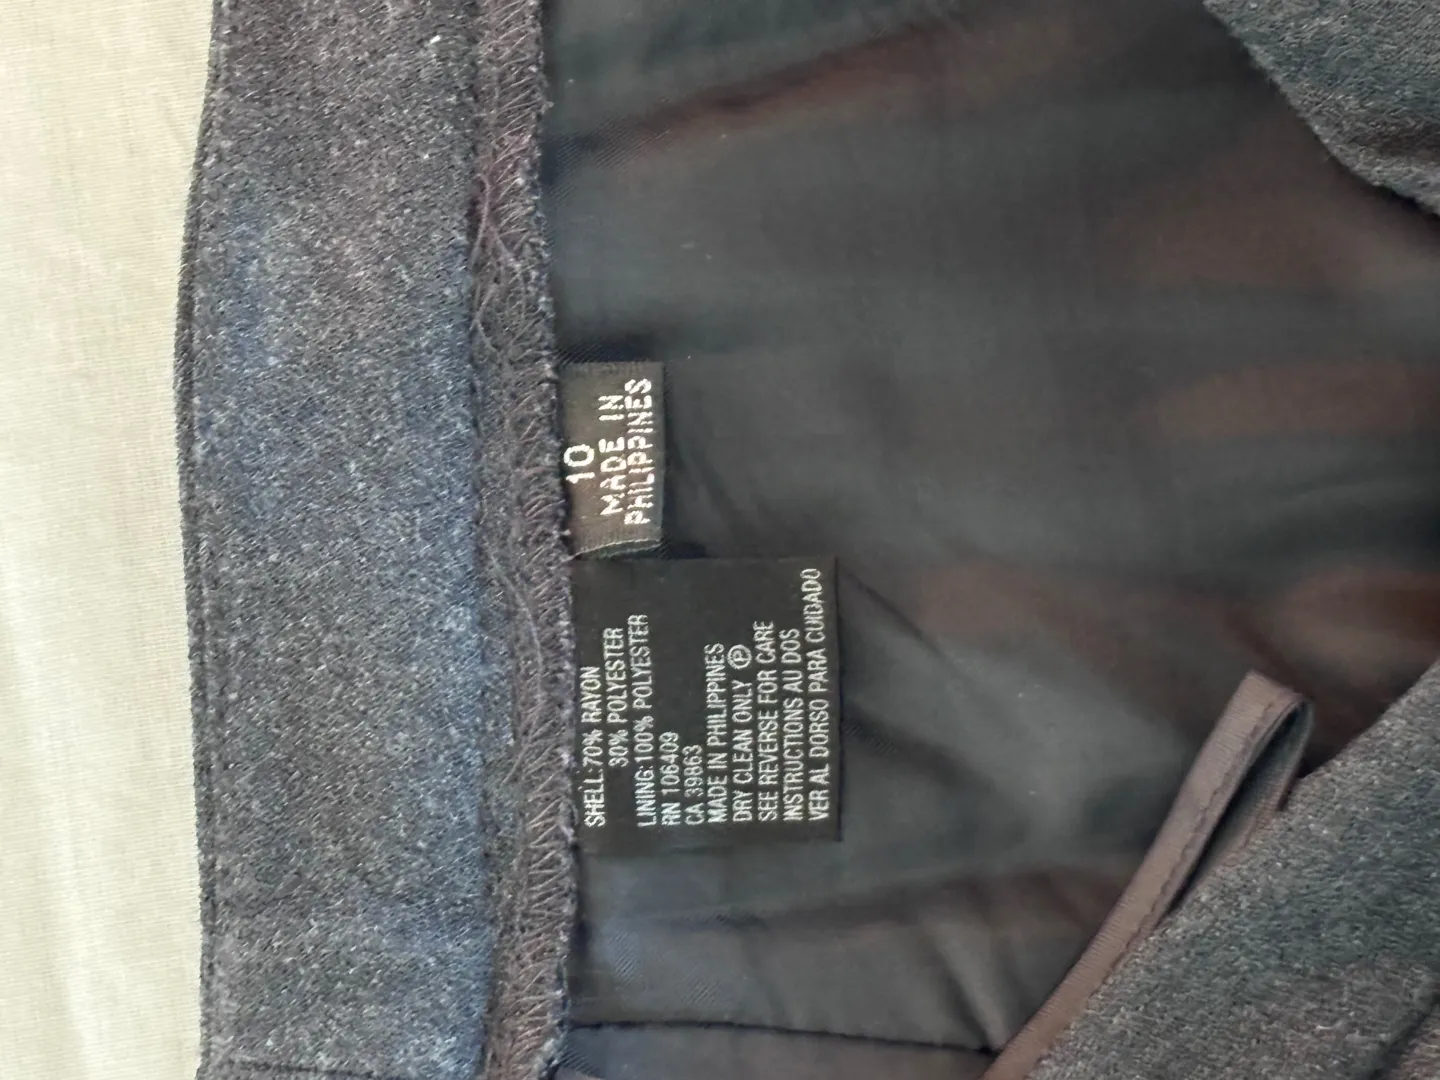 10
MADE IN
PHILIPPINES
SHELL:70% RAYON
30% POLYESTER
LINING:100% POLYESTER
RN 106409
CA 39863
MADE IN PHILIPPINES
DRY CLEAN ONLY Ⓟ
SEE REVERSE FOR CARE
INSTRUCTIONS AU DOS
VER AL DORSO PARA CUIDADO